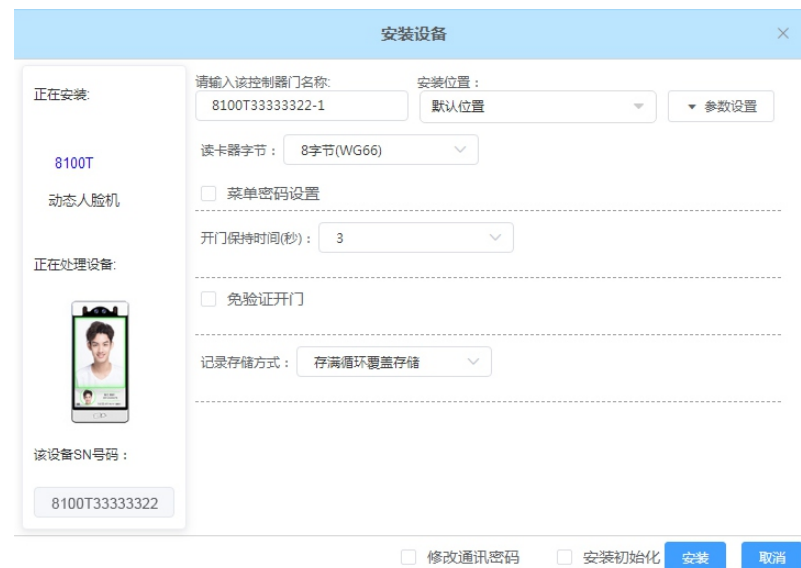 安装设备
正在安装:
8100T
动态人脸机
正在处理设备:
该设备SN号码：
8100T33333322
请输入该控制器门名称:
8100T33333322-1
安装位置：
默认位置
参数设置
读卡器字节： 8字节(WG66)
菜单密码设置
开门保持时间(秒)： 3
免验证开门
记录存储方式： 存满循环覆盖存储
修改通讯密码 安装初始化 安装 取消